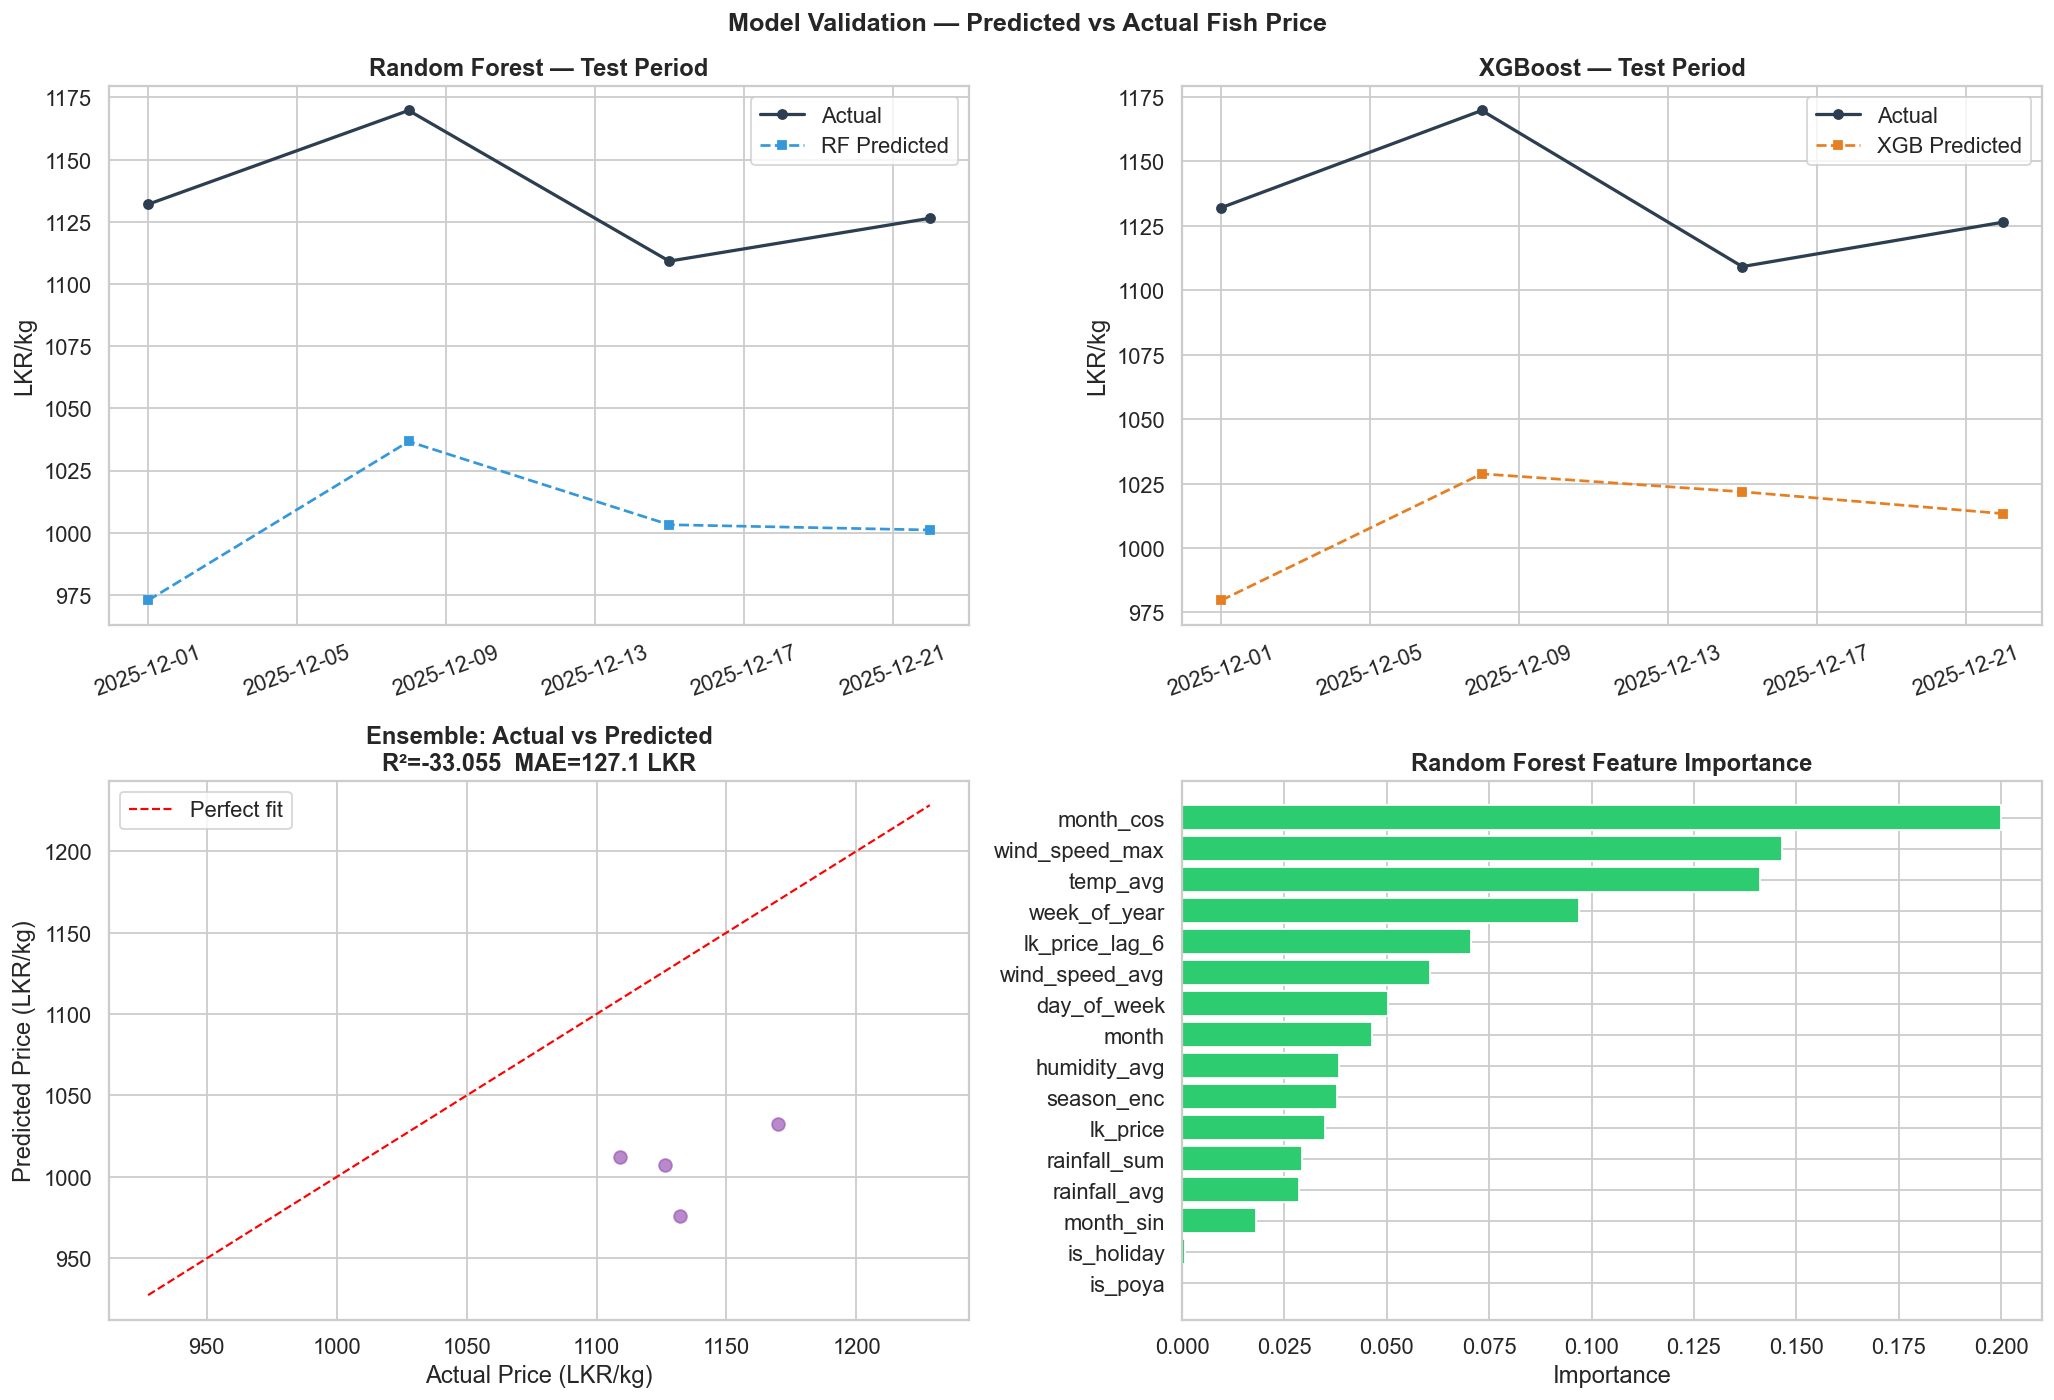 Model Validation — Predicted vs Actual Fish Price
Random Forest — Test Period
1175
1150
1125
1100
1075
1050
1025
1000
975
LKR/kg
Actual
RF Predicted
2025-12-01
2025-12-05
2025-12-09
2025-12-13
2025-12-17
2025-12-21
XGBoost — Test Period
1175
1150
1125
1100
1075
1050
1025
1000
975
LKR/kg
Actual
XGB Predicted
2025-12-01
2025-12-05
2025-12-09
2025-12-13
2025-12-17
2025-12-21
Ensemble: Actual vs Predicted
R²=-33.055  MAE=127.1 LKR
Perfect fit
1200
1150
1100
1050
1000
950
Predicted Price (LKR/kg)
950
1000
1050
1100
1150
1200
Actual Price (LKR/kg)
Random Forest Feature Importance
month_cos
wind_speed_max
temp_avg
week_of_year
lk_price_lag_6
wind_speed_avg
day_of_week
month
humidity_avg
season_enc
lk_price
rainfall_sum
rainfall_avg
month_sin
is_holiday
is_poya
0.000
0.025
0.050
0.075
0.100
0.125
0.150
0.175
0.200
Importance